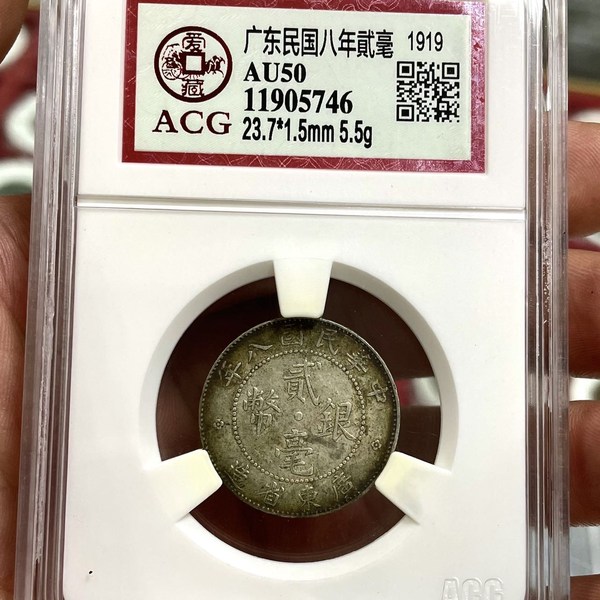 爱藏
ACG
广东民国八年貳毫 1919
AU50
11905746
23.7*1.5mm 5.5g
中華民國八年
貳毫
銀幣
廣東省造
ACG